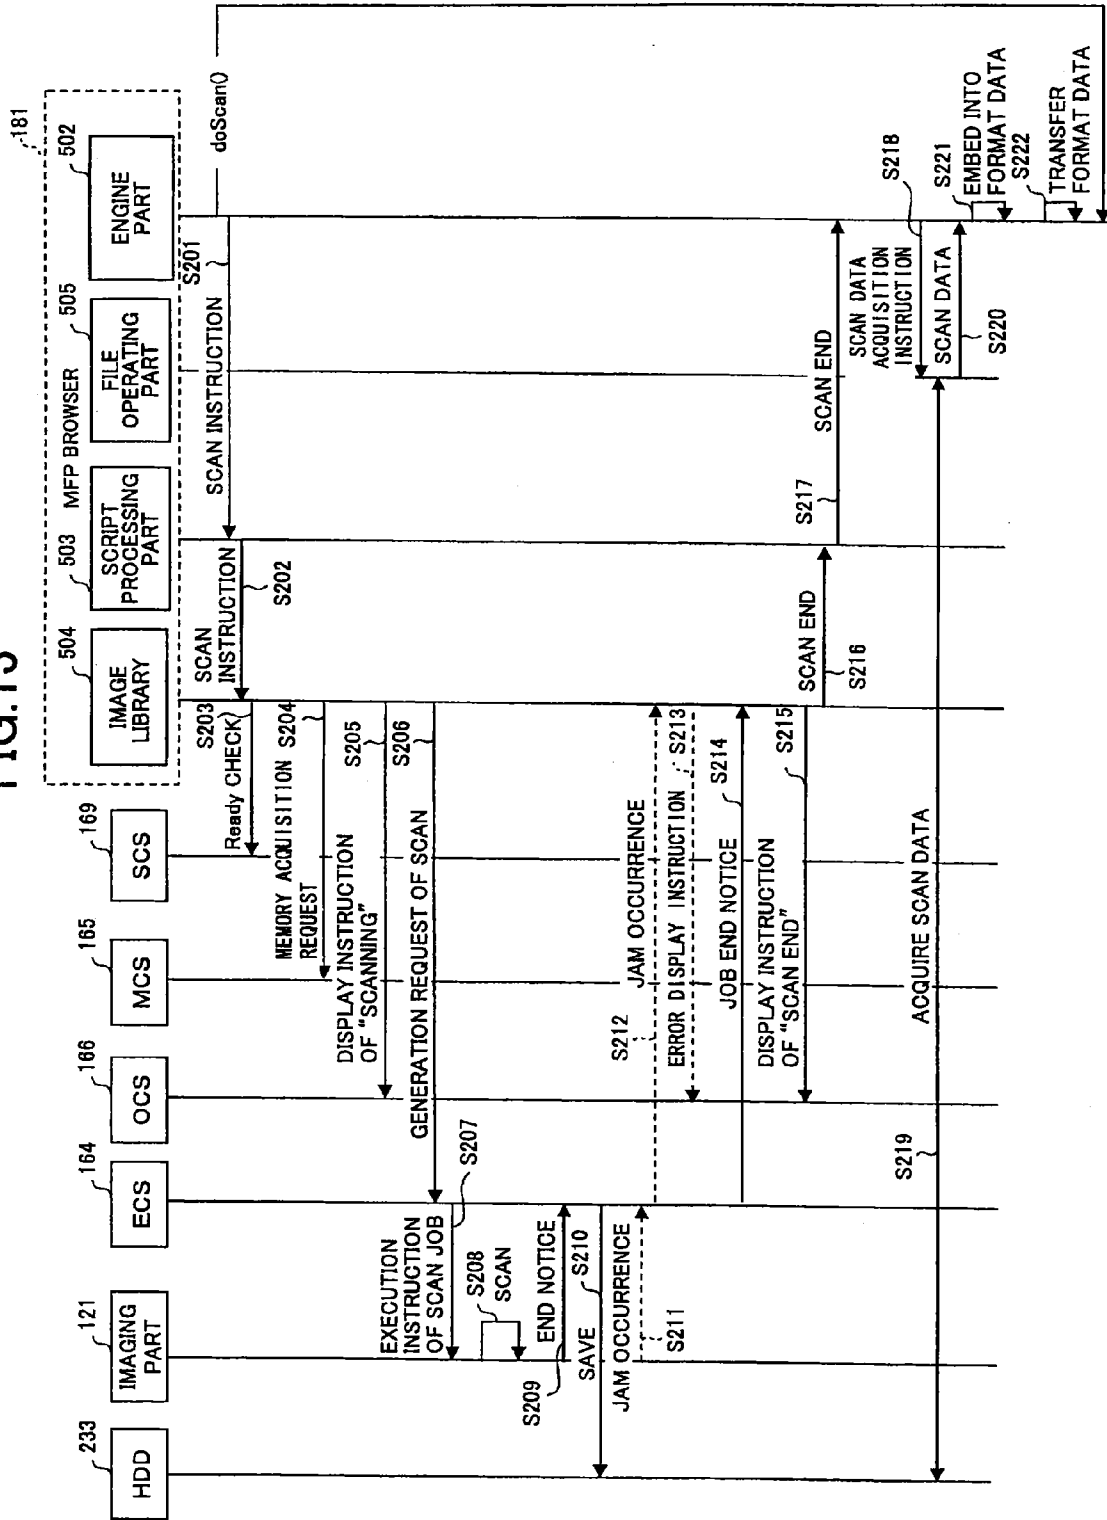 FIG.15
181
MFP BROWSER
233
HDD
121
IMAGING
PART
164
ECS
166
OCS
165
MCS
169
SCS
504
IMAGE
LIBRARY
503
SCRIPT
PROCESSING
PART
505
FILE
OPERATING
PART
502
ENGINE
PART
doScan()
S201
SCAN INSTRUCTION
SCAN
INSTRUCTION
S202
S203
Ready CHECK
S204
MEMORY ACQUISITION
REQUEST
S205
DISPLAY INSTRUCTION
OF "SCANNING"
S206
GENERATION REQUEST OF SCAN
S207
EXECUTION
INSTRUCTION
OF SCAN JOB
S208
SCAN
END NOTICE
S209
S210
SAVE
JAM OCCURRENCE
S211
JAM OCCURRENCE
S212
S213
ERROR DISPLAY INSTRUCTION
S214
JOB END NOTICE
S215
DISPLAY INSTRUCTION
OF "SCAN END"
SCAN END
S216
SCAN END
S217
SCAN DATA
ACQUISITION
INSTRUCTION
S218
ACQUIRE SCAN DATA
S219
SCAN DATA
S220
S221
EMBED INTO
FORMAT DATA
S222
TRANSFER
FORMAT DATA